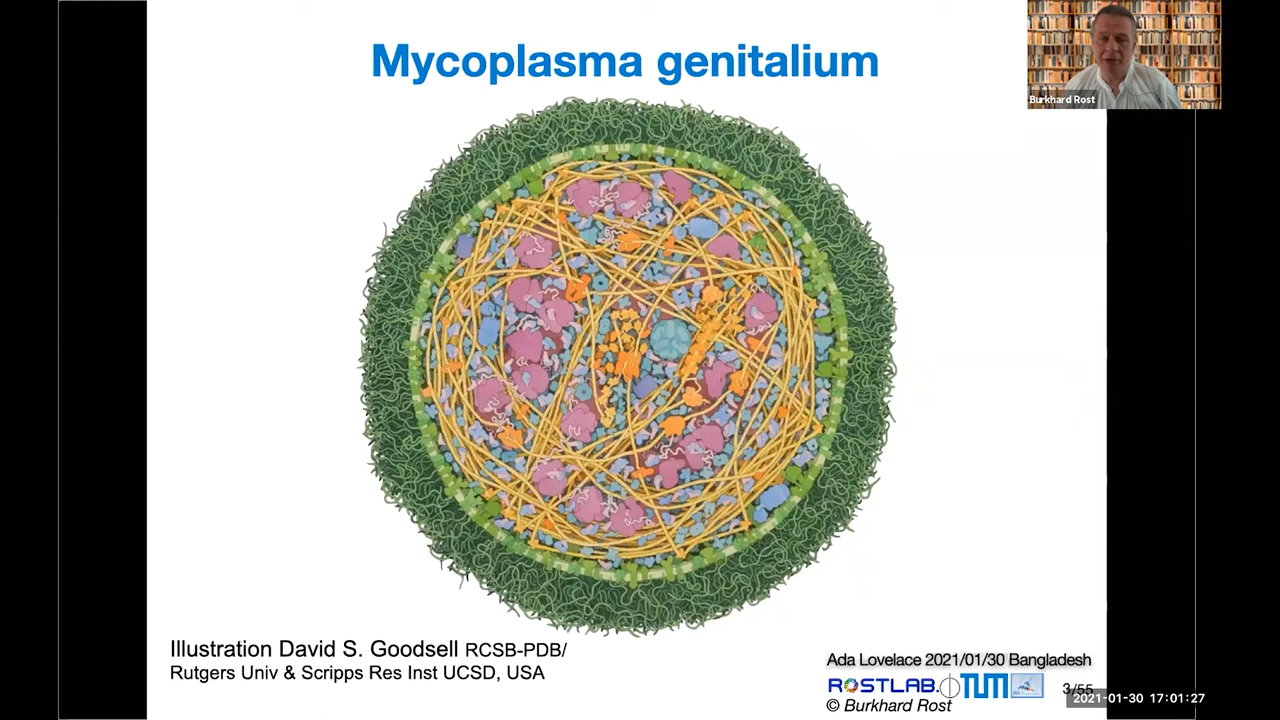 Mycoplasma genitalium
Burkhard Rost
Illustration David S. Goodsell RCSB-PDB/
Rutgers Univ & Scripps Res Inst UCSD, USA
Ada Lovelace 2021/01/30 Bangladesh
ROSTLAB. TUM
3/55
© Burkhard Rost
2021-01-30 17:01:27